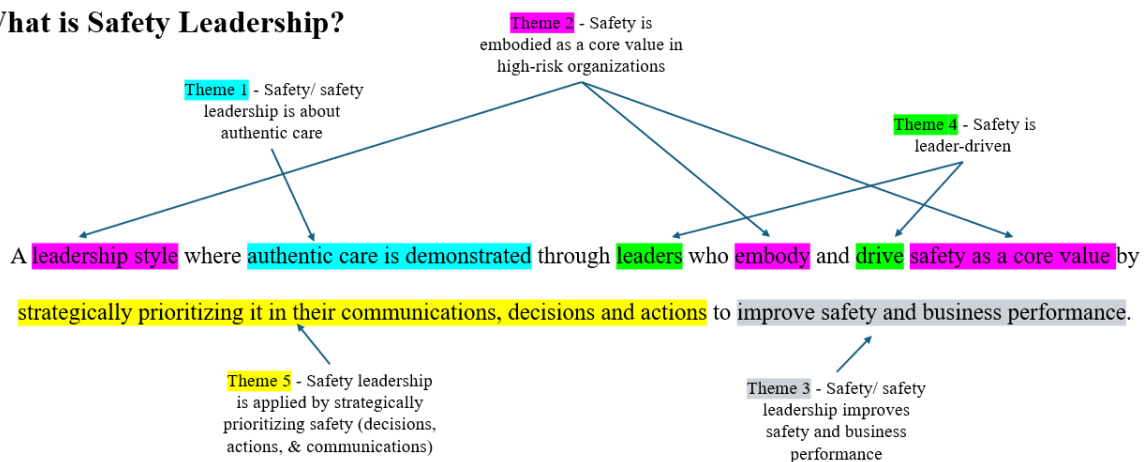 What is Safety Leadership?
Theme 2 - Safety is
embodied as a core value in
high-risk organizations
Theme 1 - Safety/ safety
leadership is about
authentic care
Theme 4 - Safety is
leader-driven
A leadership style where authentic care is demonstrated through leaders who embody and drive safety as a core value by
strategically prioritizing it in their communications, decisions and actions to improve safety and business performance.
Theme 5 - Safety leadership
is applied by strategically
prioritizing safety (decisions,
actions, & communications)
Theme 3 - Safety/ safety
leadership improves
safety and business
performance